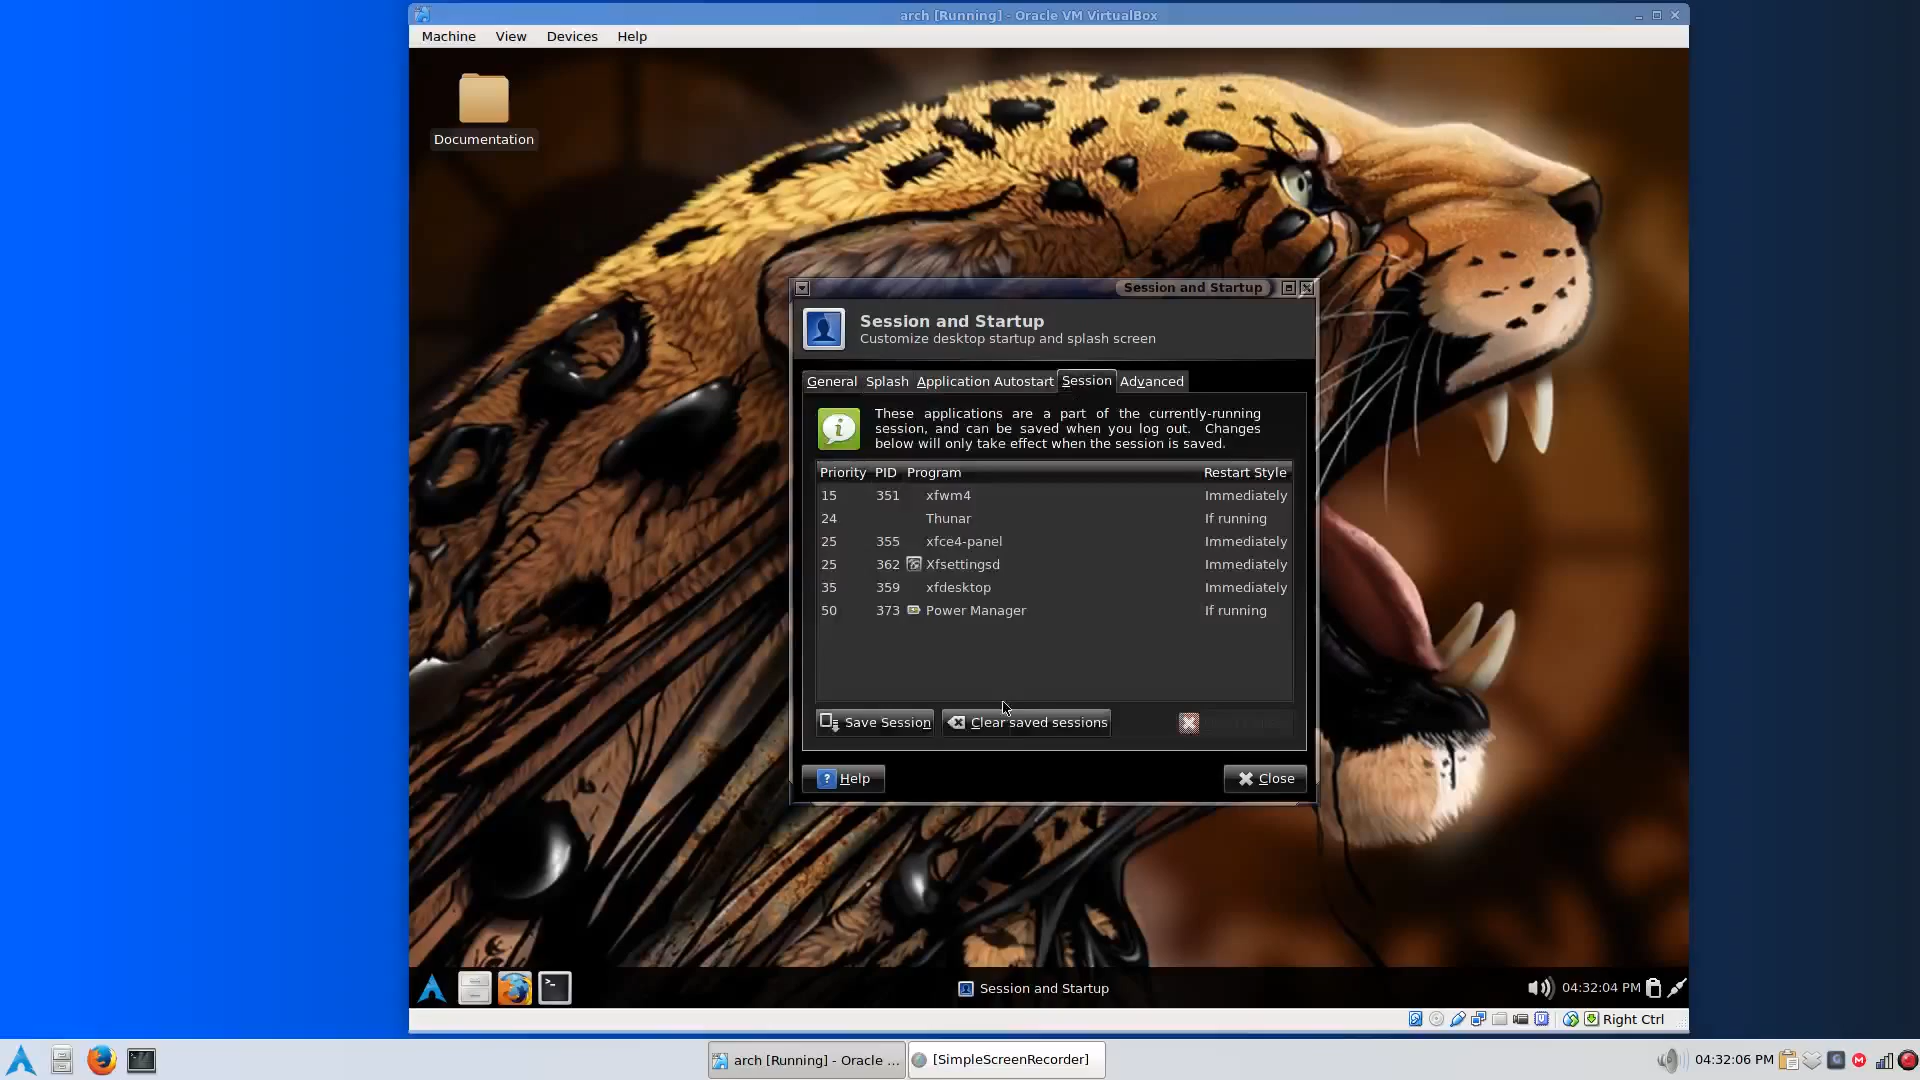 arch [Running] - Oracle VM VirtualBox
Machine View Devices Help
Documentation
Session and Startup
Session and Startup
Customize desktop startup and splash screen
General Splash Application Autostart Session Advanced
These applications are a part of the currently-running
session, and can be saved when you log out. Changes
below will only take effect when the session is saved.
Priority PID Program Restart Style
15 351 xfwm4 Immediately
24 Thunar If running
25 355 xfce4-panel Immediately
25 362 Xfsettingsd Immediately
35 359 xfdesktop Immediately
50 373 Power Manager If running
Save Session Clear saved sessions
? Help Close
>_ Session and Startup 04:32:04 PM
Right Ctrl
arch [Running] - Oracle ... [SimpleScreenRecorder] 04:32:06 PM